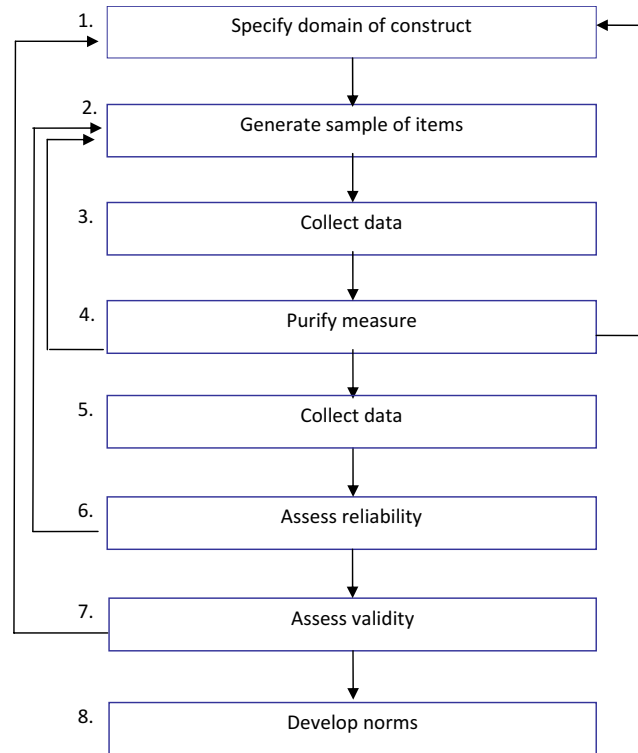 1. Specify domain of construct
2. Generate sample of items
3. Collect data
4. Purify measure
5. Collect data
6. Assess reliability
7. Assess validity
8. Develop norms